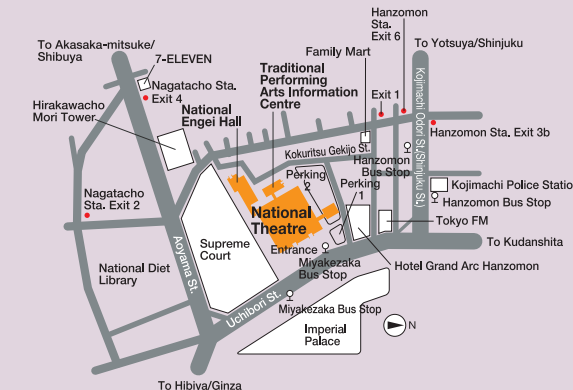 To Akasaka-mitsuke/
Shibuya
7-ELEVEN
Nagatacho Sta.
Exit 4
Hirakawacho
Mori Tower
National
Engei Hall
Traditional
Performing
Arts Information
Centre
Family Mart
Hanzomon
Sta.
Exit 6
Exit 1
To Yotsuya/Shinjuku
Kojimachi Odori St.(Shinjuku St.)
Hanzomon Sta. Exit 3b
Kokuritsu Gekijo St.
Hanzomon
Bus Stop
Kojimachi Police Statio
Hanzomon Bus Stop
Tokyo FM
To Kudanshita
Parking
2
Parking
1
Nagatacho
Sta. Exit 2
National
Theatre
Supreme
Court
Entrance
Miyakezaka
Bus Stop
Hotel Grand Arc Hanzomon
National Diet
Library
Aoyama St.
Uchibori St.
Miyakezaka Bus Stop
Imperial
Palace
N
To Hibiya/Ginza